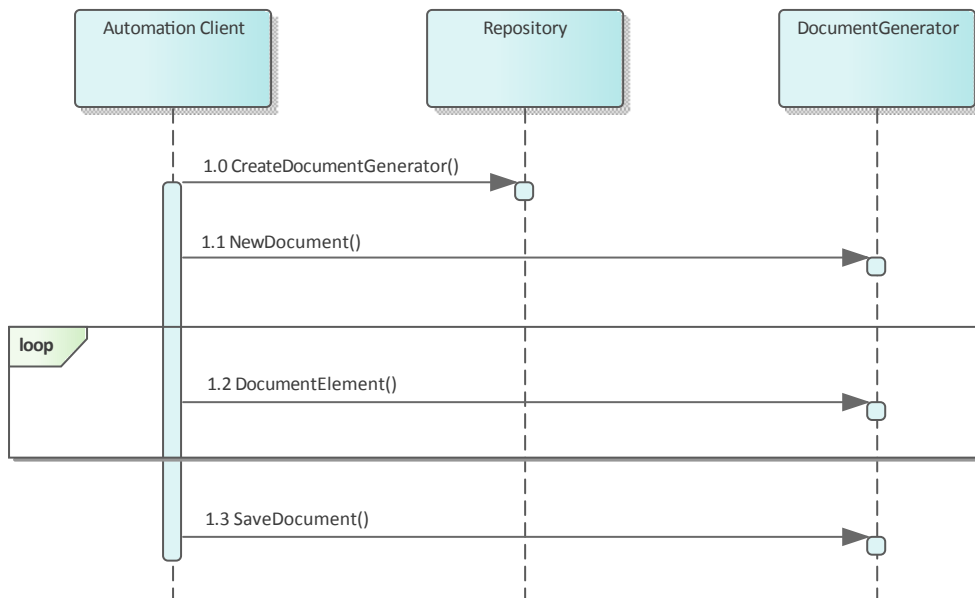 Automation Client
Repository
DocumentGenerator
1.0 CreateDocumentGenerator()
1.1 NewDocument()
loop
1.2 DocumentElement()
1.3 SaveDocument()